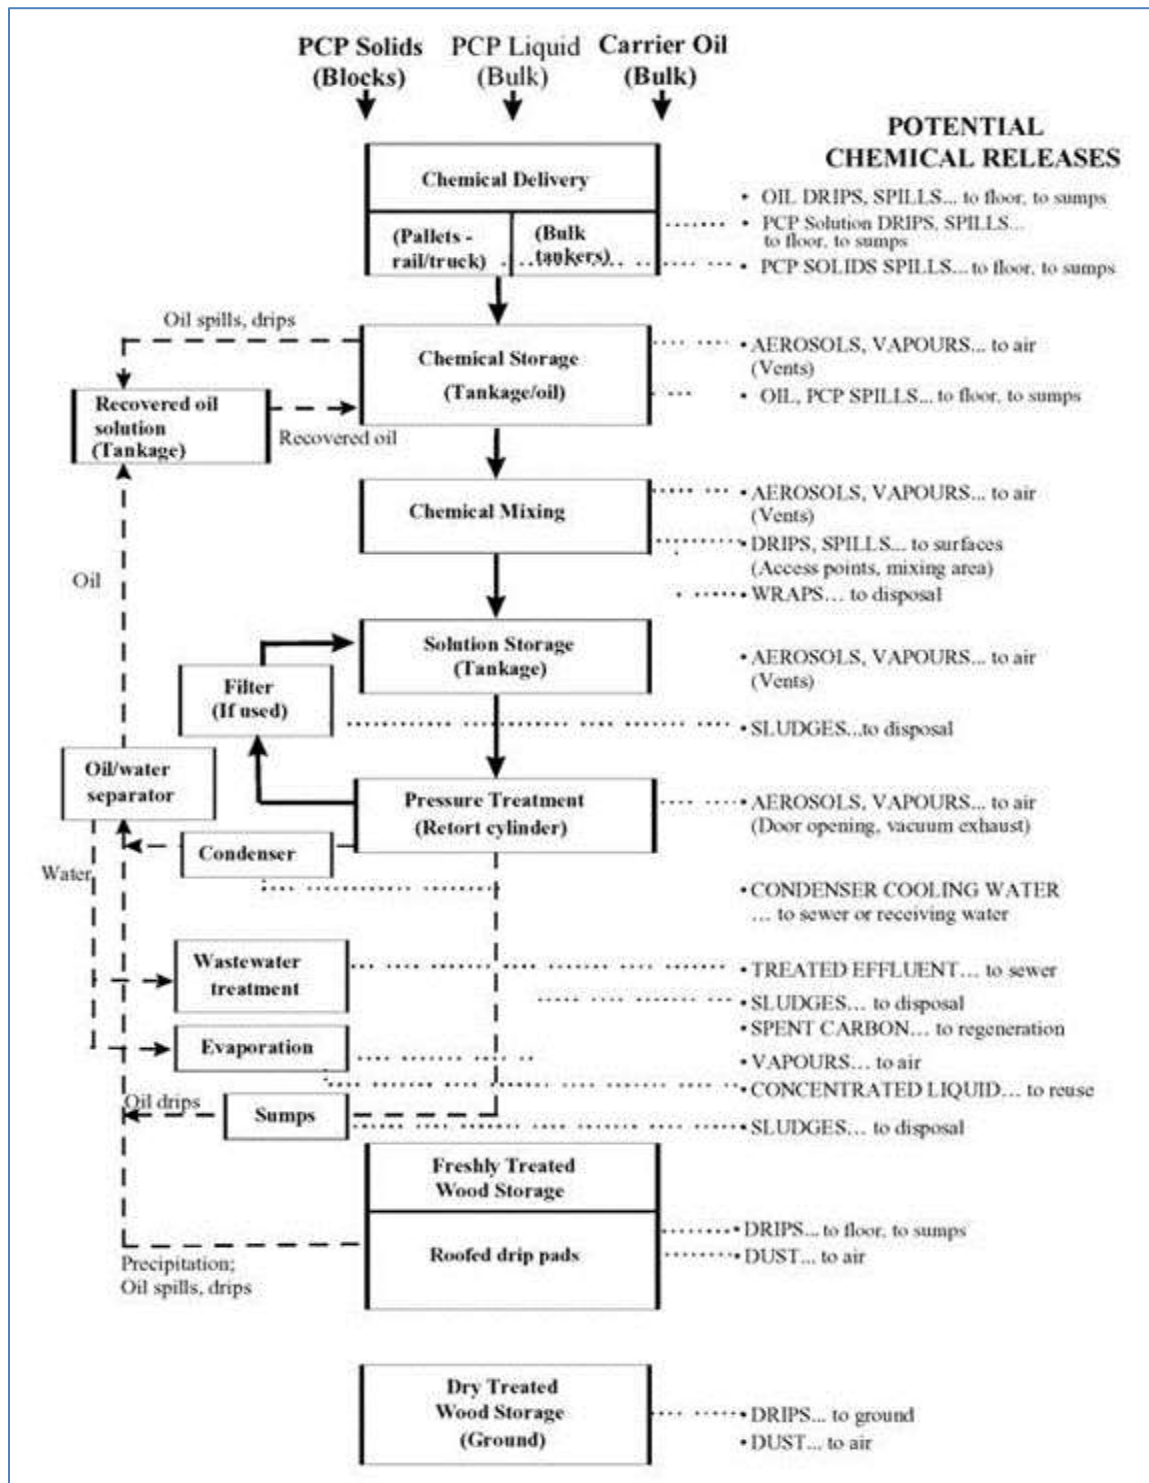 PCP Solids
(Blocks)
PCP Liquid
(Bulk)
Carrier Oil
(Bulk)
POTENTIAL
CHEMICAL RELEASES
Chemical Delivery
(Pallets -
rail/truck)
(Bulk
tankers)
• OIL DRIPS, SPILLS... to floor, to sumps
• PCP Solution DRIPS, SPILLS...
to floor, to sumps
• PCP SOLIDS SPILLS... to floor, to sumps
Oil spills, drips
Chemical Storage
(Tankage/oil)
• AEROSOLS, VAPOURS... to air
(Vents)
• OIL, PCP SPILLS... to floor, to sumps
Recovered oil
solution
(Tankage)
Recovered oil
Chemical Mixing
• AEROSOLS, VAPOURS... to air
(Vents)
• DRIPS, SPILLS... to surfaces
(Access points, mixing area)
• WRAPS... to disposal
Oil
Solution Storage
(Tankage)
• AEROSOLS, VAPOURS... to air
(Vents)
Filter
(If used)
• SLUDGES...to disposal
Oil/water
separator
Pressure Treatment
(Retort cylinder)
• AEROSOLS, VAPOURS... to air
(Door opening, vacuum exhaust)
Condenser
Water
• CONDENSER COOLING WATER
... to sewer or receiving water
Wastewater
treatment
• TREATED EFFLUENT... to sewer
• SLUDGES... to disposal
• SPENT CARBON... to regeneration
Evaporation
• VAPOURS... to air
• CONCENTRATED LIQUID... to reuse
Oil drips
Sumps
• SLUDGES... to disposal
Freshly Treated
Wood Storage
Roofed drip pads
• DRIPS... to floor, to sumps
• DUST... to air
Precipitation;
Oil spills, drips
Dry Treated
Wood Storage
(Ground)
• DRIPS... to ground
• DUST... to air